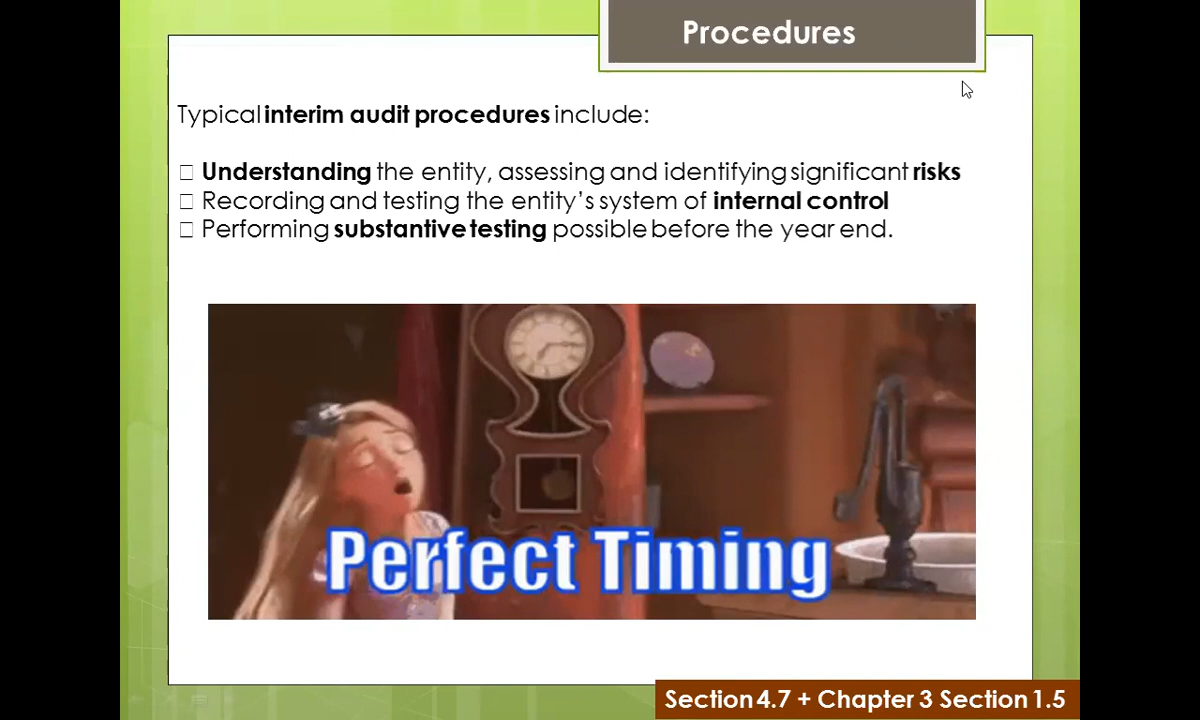 Procedures
Typical interim audit procedures include:
□ Understanding the entity, assessing and identifying significant risks
□ Recording and testing the entity’s system of internal control
□ Performing substantive testing possible before the year end.
Perfect Timing
Section 4.7 + Chapter 3 Section 1.5